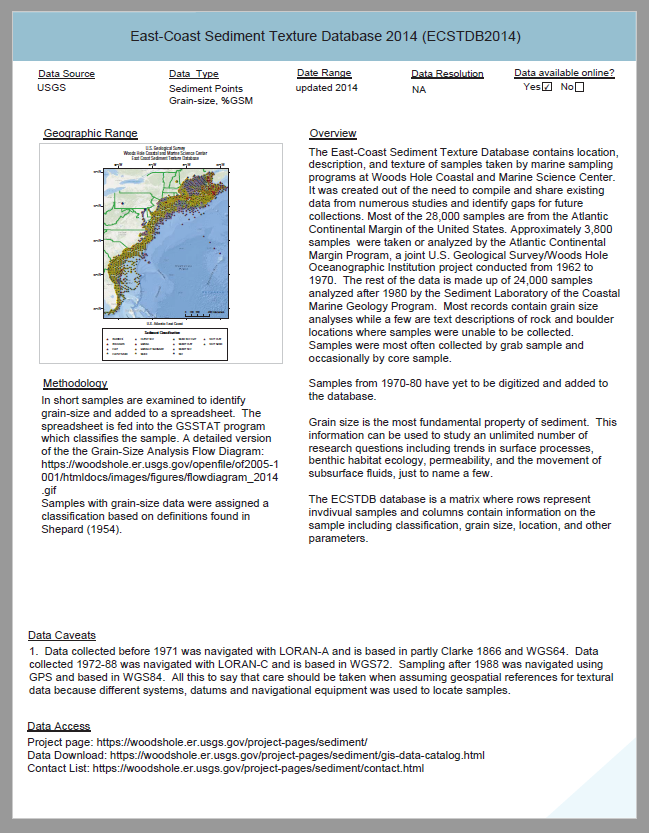 East-Coast Sediment Texture Database 2014 (ECSTDB2014)
Data Source
USGS
Data Type
Sediment Points
Grain-size, %GSM
Date Range
updated 2014
Data Resolution
NA
Data available online?
Yes ☑ No ☐
Geographic Range
U.S. Geological Survey
Woods Hole Coastal and Marine Science Center
East Coast Sediment Texture Database
U.S. Atlantic East Coast
Sediment Classification
Methodology
In short samples are examined to identify
grain-size and added to a spreadsheet. The
spreadsheet is fed into the GSSTAT program
which classifies the sample. A detailed version
of the the Grain-Size Analysis Flow Diagram:
https://woodshole.er.usgs.gov/openfile/of2005-1
001/htmldocs/images/figures/flowdiagram_2014
.gif
Samples with grain-size data were assigned a
classification based on definitions found in
Shepard (1954).
Overview
The East-Coast Sediment Texture Database contains location,
description, and texture of samples taken by marine sampling
programs at Woods Hole Coastal and Marine Science Center.
It was created out of the need to compile and share existing
data from numerous studies and identify gaps for future
collections. Most of the 28,000 samples are from the Atlantic
Continental Margin of the United States. Approximately 3,800
samples were taken or analyzed by the Atlantic Continental
Margin Program, a joint U.S. Geological Survey/Woods Hole
Oceanographic Institution project conducted from 1962 to
1970. The rest of the data is made up of 24,000 samples
analyzed after 1980 by the Sediment Laboratory of the Coastal
Marine Geology Program. Most records contain grain size
analyses while a few are text descriptions of rock and boulder
locations where samples were unable to be collected.
Samples were most often collected by grab sample and
occasionally by core sample.
Samples from 1970-80 have yet to be digitized and added to
the database.
Grain size is the most fundamental property of sediment. This
information can be used to study an unlimited number of
research questions including trends in surface processes,
benthic habitat ecology, permeability, and the movement of
subsurface fluids, just to name a few.
The ECSTDB database is a matrix where rows represent
invdivual samples and columns contain information on the
sample including classification, grain size, location, and other
parameters.
Data Caveats
1. Data collected before 1971 was navigated with LORAN-A and is based in partly Clarke 1866 and WGS64. Data
collected 1972-88 was navigated with LORAN-C and is based in WGS72. Sampling after 1988 was navigated using
GPS and based in WGS84. All this to say that care should be taken when assuming geospatial references for textural
data because different systems, datums and navigational equipment was used to locate samples.
Data Access
Project page: https://woodshole.er.usgs.gov/project-pages/sediment/
Data Download: https://woodshole.er.usgs.gov/project-pages/sediment/gis-data-catalog.html
Contact List: https://woodshole.er.usgs.gov/project-pages/sediment/contact.html